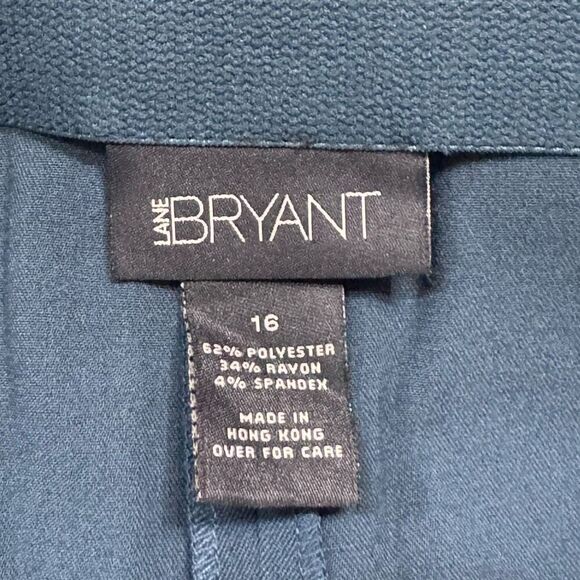 LANE BRYANT
16
62% POLYESTER
34% RAYON
4% SPANDEX
MADE IN
HONG KONG
OVER FOR CARE